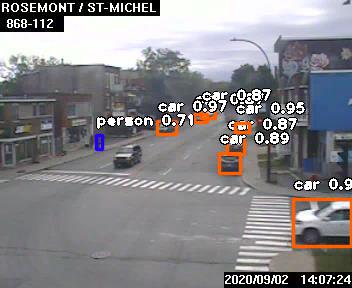 ROSEMONT / ST-MICHEL
868-112
car 0.87
car 0.97
car 0.95
person 0.71
car 0.87
car 0.89
car 0.9
2020/09/02 14:07:24